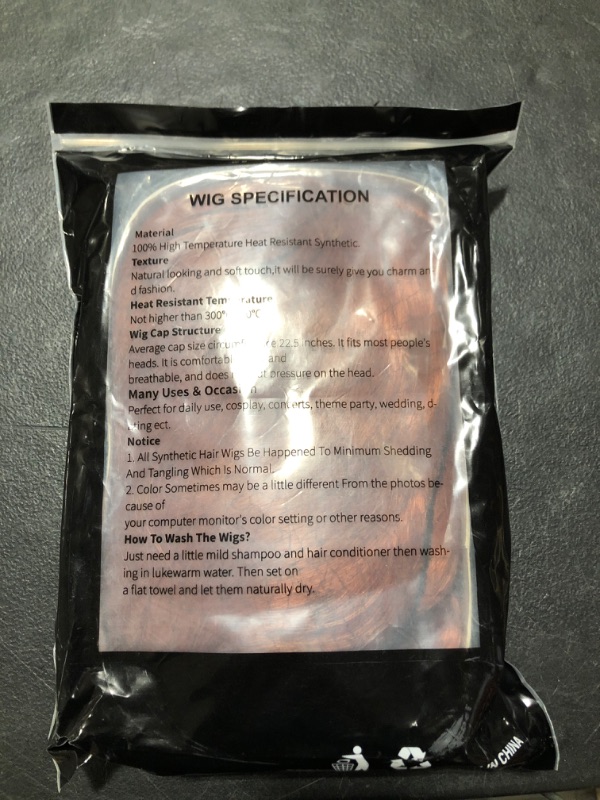 WIG SPECIFICATION
Material
100% High Temperature Heat Resistant Synthetic.
Texture
Natural looking and soft touch,it will be surely give you charm an
d fashion.
Heat Resistant
Not higher than
Wig Cap Structure
Average cap size 22.5 inches. It fits most people's
heads. It is and
breathable, and does pressure on the head.
Many Uses &
Perfect for daily use, cosplay, theme party, wedding, d-
ect.
Notice
1. All Synthetic Hair Wigs Be Happened To Minimum Shedding
And Tangling Which Is Normal.
2. Color Sometimes may be a little different From the photos be-
cause of
your computer monitor's color setting or other reasons.
How To Wash The Wigs?
Just need a little mild shampoo and hair conditioner then wash-
ing in lukewarm water. Then set on
a flat towel and let them naturally dry.
CHINA